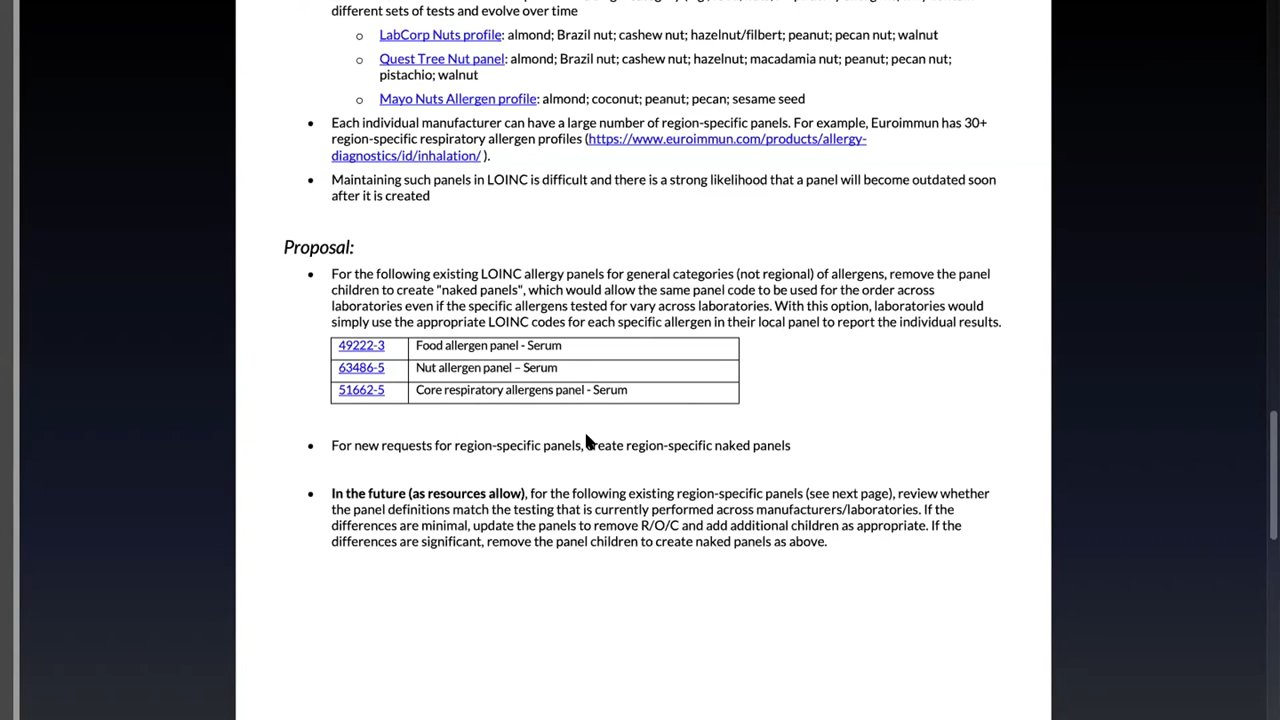 different sets of tests and evolve over time
o LabCorp Nuts profile: almond; Brazil nut; cashew nut; hazelnut/filbert; peanut; pecan nut; walnut
o Quest Tree Nut panel: almond; Brazil nut; cashew nut; hazelnut; macadamia nut; peanut; pecan nut;
pistachio; walnut
o Mayo Nuts Allergen profile: almond; coconut; peanut; pecan; sesame seed
• Each individual manufacturer can have a large number of region-specific panels. For example, Euroimmun has 30+
region-specific respiratory allergen profiles (https://www.euroimmun.com/products/allergy-
diagnostics/id/inhalation/ ).
• Maintaining such panels in LOINC is difficult and there is a strong likelihood that a panel will become outdated soon
after it is created
Proposal:
• For the following existing LOINC allergy panels for general categories (not regional) of allergens, remove the panel
children to create "naked panels", which would allow the same panel code to be used for the order across
laboratories even if the specific allergens tested for vary across laboratories. With this option, laboratories would
simply use the appropriate LOINC codes for each specific allergen in their local panel to report the individual results.
49222-3 Food allergen panel - Serum
63486-5 Nut allergen panel – Serum
51662-5 Core respiratory allergens panel - Serum
• For new requests for region-specific panels, create region-specific naked panels
• In the future (as resources allow), for the following existing region-specific panels (see next page), review whether
the panel definitions match the testing that is currently performed across manufacturers/laboratories. If the
differences are minimal, update the panels to remove R/O/C and add additional children as appropriate. If the
differences are significant, remove the panel children to create naked panels as above.